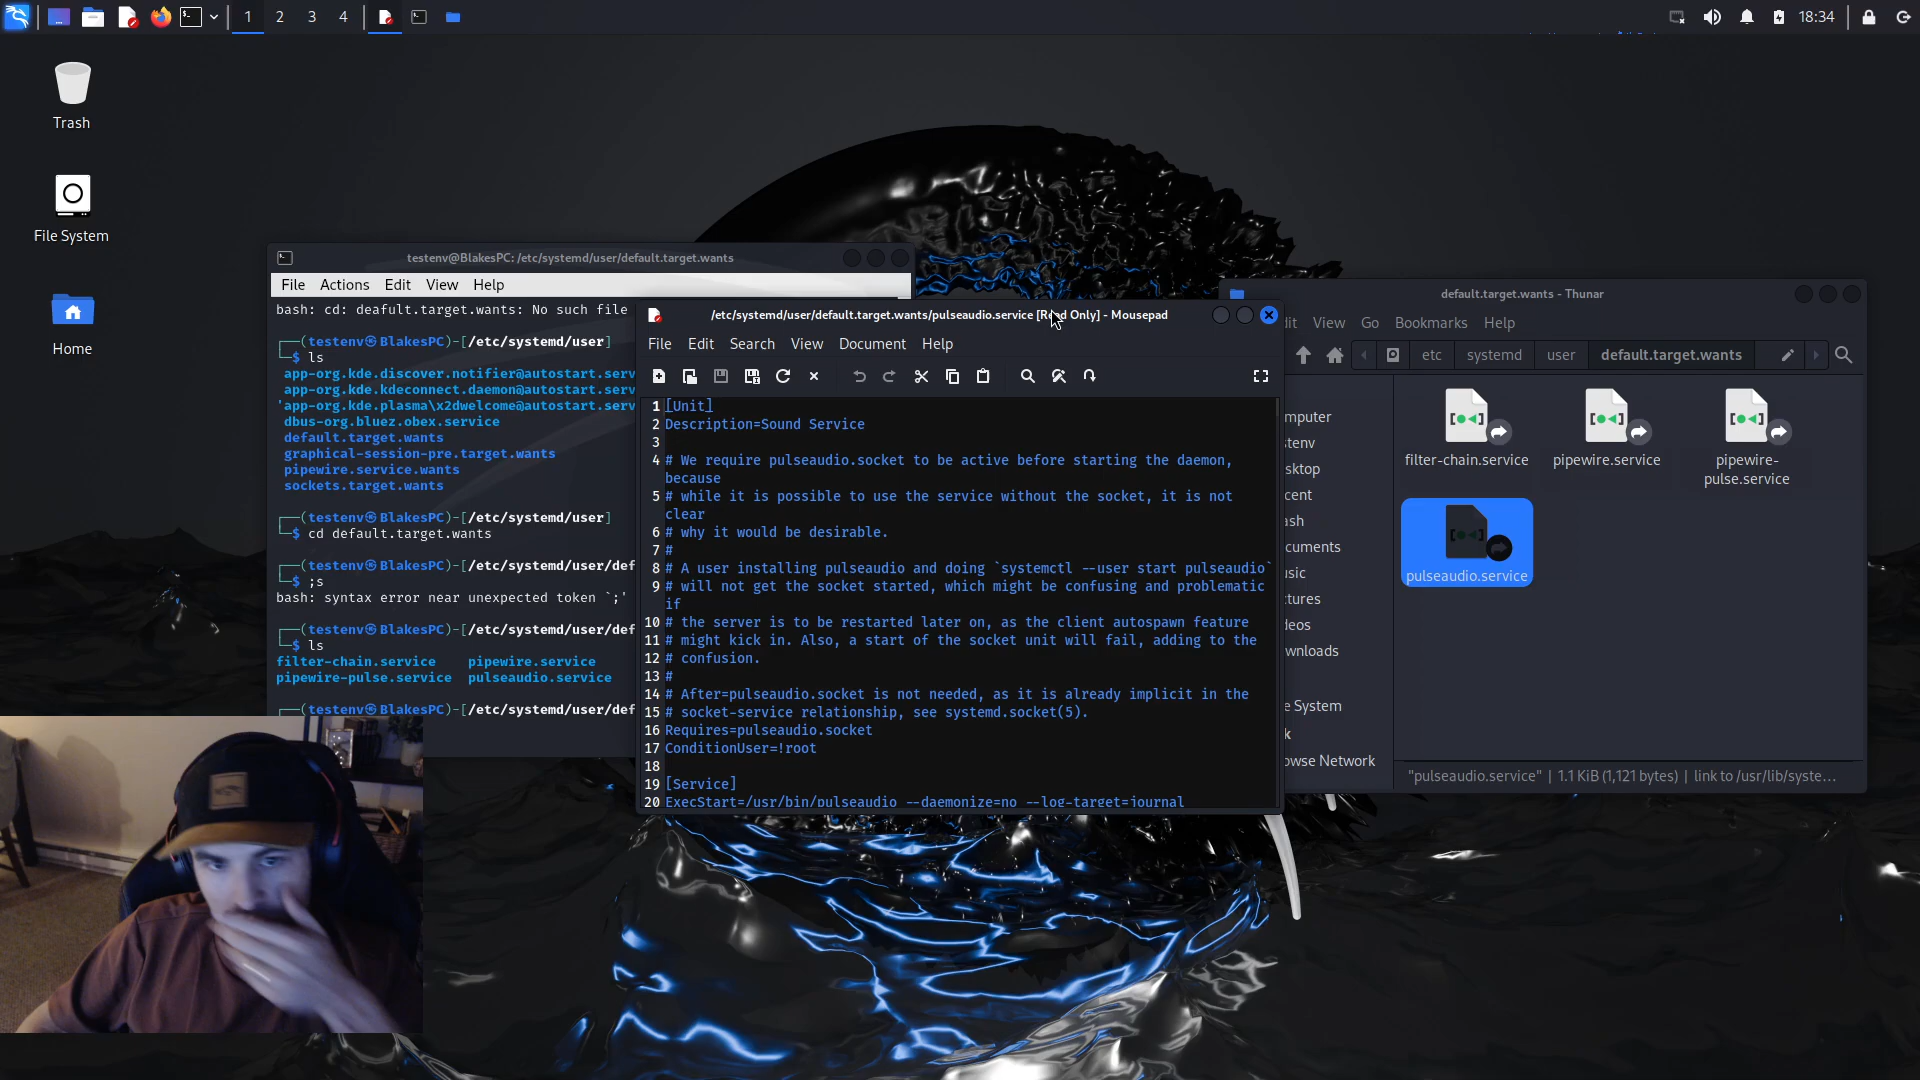 1
2
3
4
18:34
Trash
File System
Home
testenv@BlakesPC: /etc/systemd/user/default.target.wants
File Actions Edit View Help
bash: cd: deafult.target.wants: No such file
┌──(testenv㉿BlakesPC)-[/etc/systemd/user]
└─$ ls
app-org.kde.discover.notifier@autostart.serv
app-org.kde.kdeconnect.daemon@autostart.serv
'app-org.kde.plasma\x2dwelcome@autostart.serv
dbus-org.bluez.obex.service
default.target.wants
graphical-session-pre.target.wants
pipewire.service.wants
sockets.target.wants
┌──(testenv㉿BlakesPC)-[/etc/systemd/user]
└─$ cd default.target.wants
┌──(testenv㉿BlakesPC)-[/etc/systemd/user/def
└─$ ;s
bash: syntax error near unexpected token `;'
┌──(testenv㉿BlakesPC)-[/etc/systemd/user/def
└─$ ls
filter-chain.service pipewire.service
pipewire-pulse.service pulseaudio.service
┌──(testenv㉿BlakesPC)-[/etc/systemd/user/def
/etc/systemd/user/default.target.wants/pulseaudio.service [Read Only] - Mousepad
File Edit Search View Document Help
1 [Unit]
2 Description=Sound Service
3
4 # We require pulseaudio.socket to be active before starting the daemon,
because
5 # while it is possible to use the service without the socket, it is not
clear
6 # why it would be desirable.
7 #
8 # A user installing pulseaudio and doing `systemctl --user start pulseaudio`
9 # will not get the socket started, which might be confusing and problematic
if
10 # the server is to be restarted later on, as the client autospawn feature
11 # might kick in. Also, a start of the socket unit will fail, adding to the
12 # confusion.
13 #
14 # After=pulseaudio.socket is not needed, as it is already implicit in the
15 # socket-service relationship, see systemd.socket(5).
16 Requires=pulseaudio.socket
17 ConditionUser=!root
18
19 [Service]
20 ExecStart=/usr/bin/pulseaudio --daemonize=no --log-target=journal
default.target.wants - Thunar
dit View Go Bookmarks Help
etc systemd user default.target.wants
mputer
stenv
sktop
cent
ash
cuments
usic
ctures
deos
wnloads
e System
k
owse Network
filter-chain.service
pipewire.service
pipewire-
pulse.service
pulseaudio.service
"pulseaudio.service" | 1.1 KiB (1,121 bytes) | link to /usr/lib/syste…